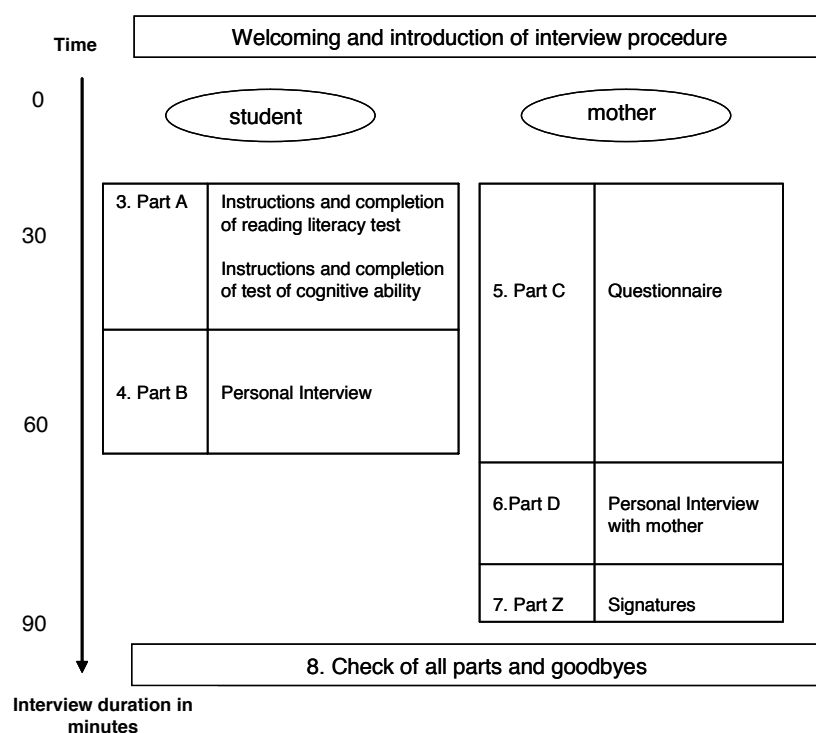 Welcoming and introduction of interview procedure
Time
0
student
mother
3. Part A
Instructions and completion
of reading literacy test
30
Instructions and completion
of test of cognitive ability
5. Part C
Questionnaire
4. Part B
Personal Interview
60
6.Part D
Personal Interview
with mother
7. Part Z
Signatures
90
8. Check of all parts and goodbyes
Interview duration in
minutes